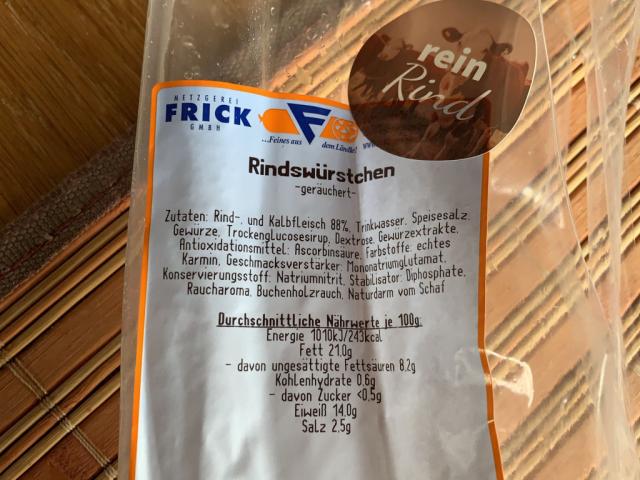 rein
Rind
METZGEREI
FRICK
GMBH
...Feines aus dem Ländle!
Rindswürstchen
-geräuchert-
Zutaten: Rind-, und Kalbfleisch 88%, Trinkwasser, Speisesalz,
Gewürze, Trockenglucosesirup, Dextrose, Gewürzextrakte,
Antioxidationsmittel: Ascorbinsäure, Farbstoffe: echtes
Karmin, Geschmacksverstärker: Mononatriumglutamat,
Konservierungsstoff: Natriumnitrit, Stabilisator: Diphosphate,
Raucharoma, Buchenholzrauch, Naturdarm vom Schaf
Durchschnittliche Nährwerte je 100g:
Energie 1010kJ/243kcal
Fett 21,0g
- davon ungesättigte Fettsäuren 8,2g
Kohlenhydrate 0,6g
- davon Zucker <0,5g
Eiweiß 14,0g
Salz 2,5g